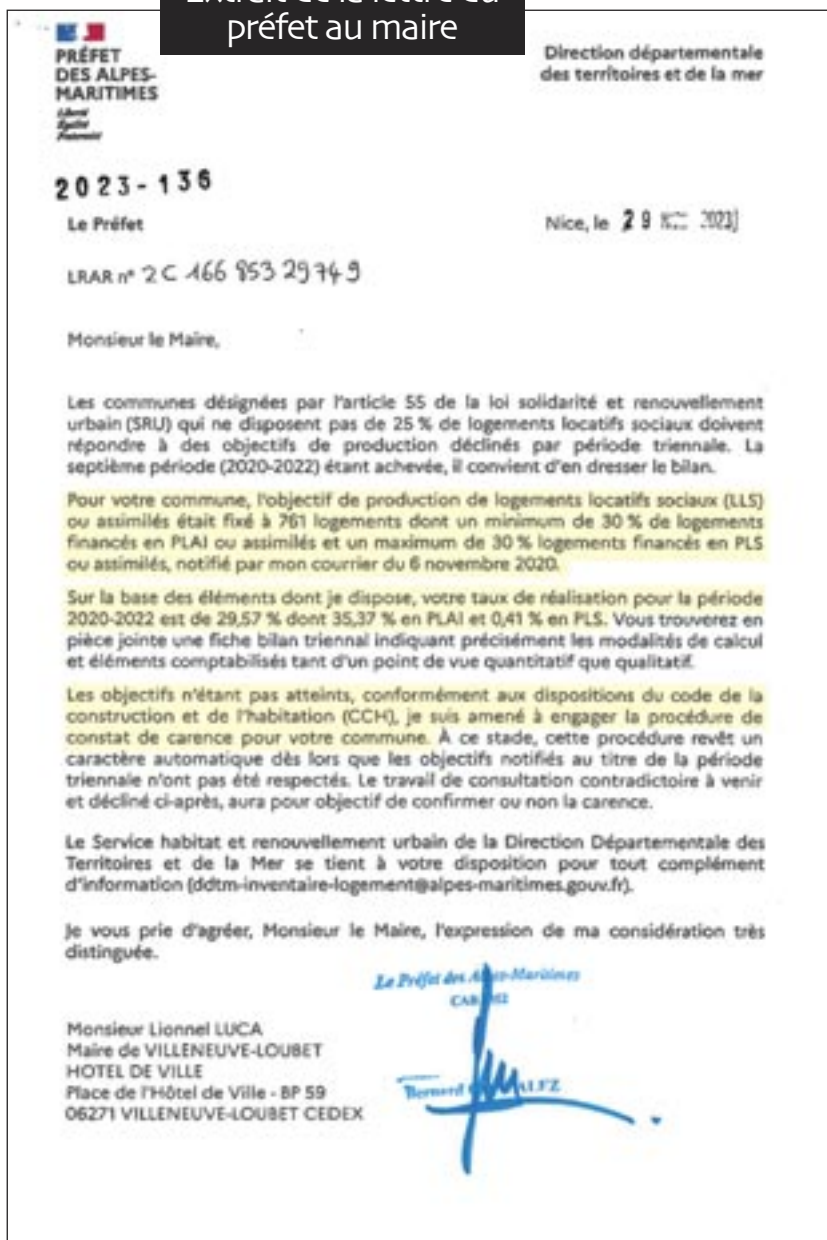 préfet au maire
PRÉFET
DES ALPES-
MARITIMES
Liberté
Égalité
Fraternité
Direction départementale
des territoires et de la mer
2023-136
Le Préfet
Nice, le 29 2023
LRAR n° 2C 166 853 29749
Monsieur le Maire,
Les communes désignées par l'article 55 de la loi solidarité et renouvellement
urbain (SRU) qui ne disposent pas de 25 % de logements locatifs sociaux doivent
répondre à des objectifs de production déclinés par période triennale. La
septième période (2020-2022) étant achevée, il convient d'en dresser le bilan.
Pour votre commune, l'objectif de production de logements locatifs sociaux (LLS)
ou assimilés était fixé à 761 logements dont un minimum de 30 % de logements
financés en PLAI ou assimilés et un maximum de 30 % logements financés en PLS
ou assimilés, notifié par mon courrier du 6 novembre 2020.
Sur la base des éléments dont je dispose, votre taux de réalisation pour la période
2020-2022 est de 29,57 % dont 35,37 % en PLAI et 0,41 % en PLS. Vous trouverez en
pièce jointe une fiche bilan triennal indiquant précisément les modalités de calcul
et éléments comptabilisés tant d'un point de vue quantitatif que qualitatif.
Les objectifs n'étant pas atteints, conformément aux dispositions du code de la
construction et de l'habitation (CCH), je suis amené à engager la procédure de
constat de carence pour votre commune. À ce stade, cette procédure revêt un
caractère automatique dès lors que les objectifs notifiés au titre de la période
triennale n'ont pas été respectés. Le travail de consultation contradictoire à venir
et décliné ci-après, aura pour objectif de confirmer ou non la carence.
Le Service habitat et renouvellement urbain de la Direction Départementale des
Territoires et de la Mer se tient à votre disposition pour tout complément
d'information (ddtm-inventaire-logement@alpes-maritimes.gouv.fr).
Je vous prie d'agréer, Monsieur le Maire, l'expression de ma considération très
distinguée.
Le Préfet des Alpes-Maritimes
Bernard
Monsieur Lionnel LUCA
Maire de VILLENEUVE-LOUBET
HOTEL DE VILLE
Place de l'Hôtel de Ville - BP 59
06271 VILLENEUVE-LOUBET CEDEX